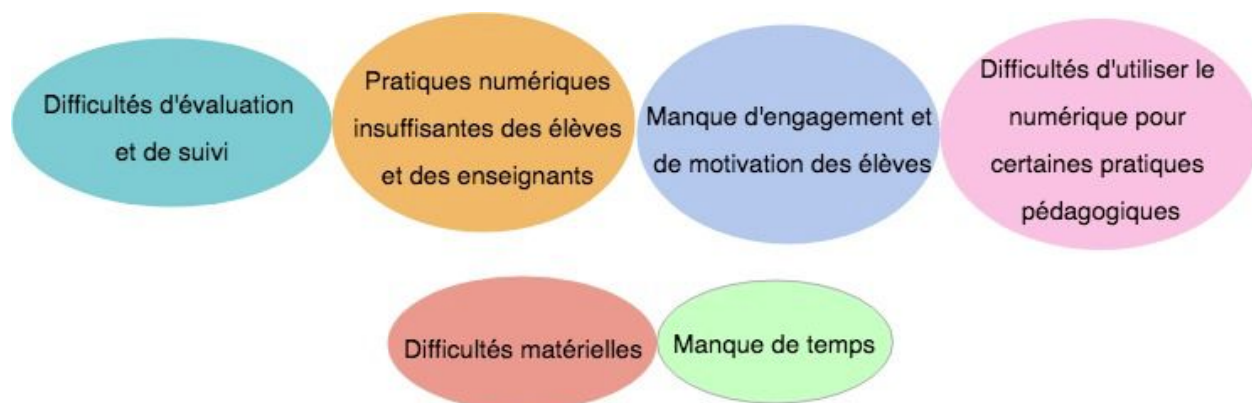 Difficultés d'évaluation
et de suivi
Pratiques numériques
insuffisantes des élèves
et des enseignants
Manque d'engagement et
de motivation des élèves
Difficultés d'utiliser le
numérique pour
certaines pratiques
pédagogiques
Difficultés matérielles
Manque de temps